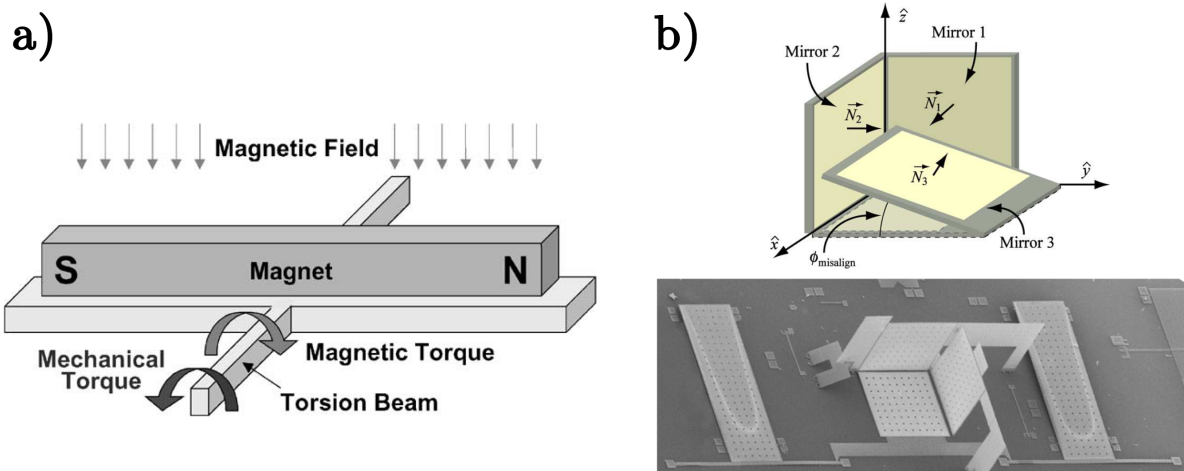 a)
Magnetic Field
S
Magnet
N
Mechanical
Torque
Magnetic Torque
Torsion Beam
b)
ẑ
Mirror 1
Mirror 2
N⃗₁
N⃗₂
N⃗₃
ŷ
x̂
ϕmisalign
Mirror 3